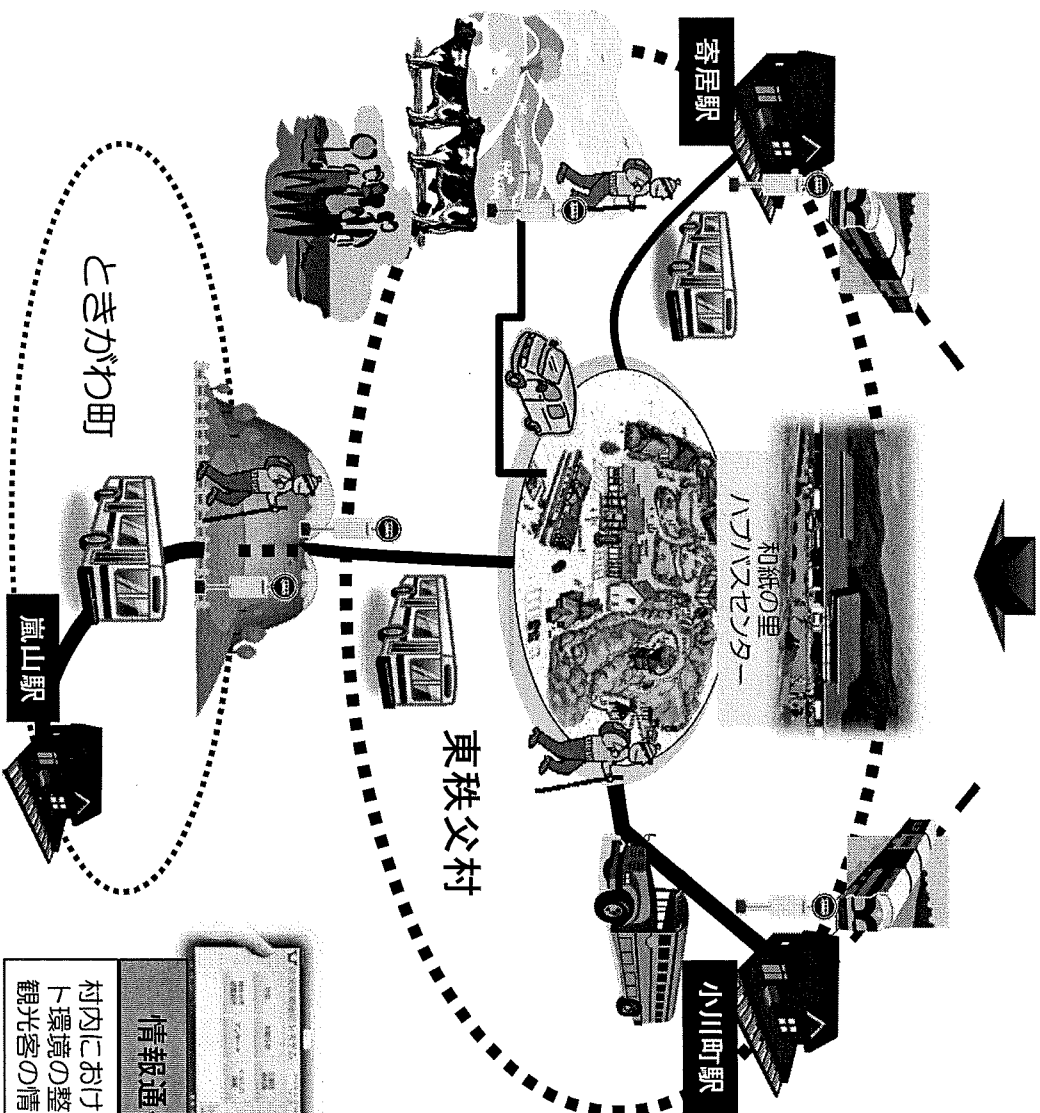 寄居駅
和紙の里
ハブバスセンター
小川町駅
東秩父村
ときがわ町
嵐山駅
情報通
村内におけ
ト環境の整
観光客の情